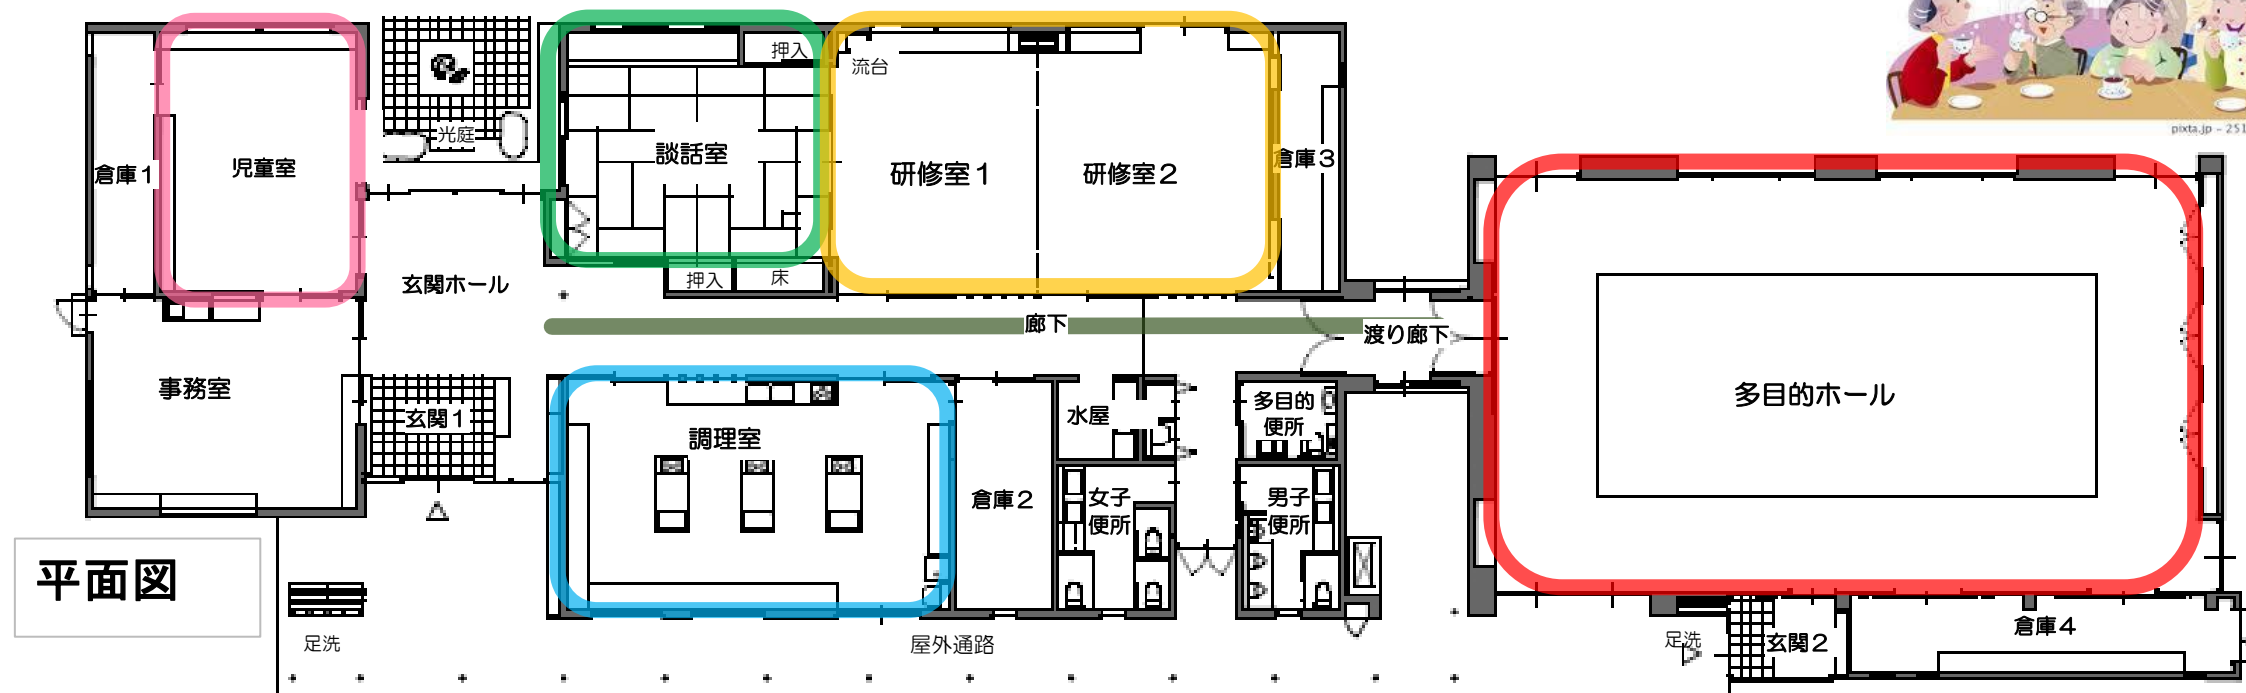 押入
流台
pixta.jp - 251
光庭
倉庫1
児童室
談話室
研修室1
研修室2
倉庫3
玄関ホール
押入
床
廊下
渡り廊下
事務室
玄関1
調理室
水屋
多目的
便所
多目的ホール
倉庫2
女子
便所
男子
便所
平面図
足洗
屋外通路
足洗
玄関2
倉庫4